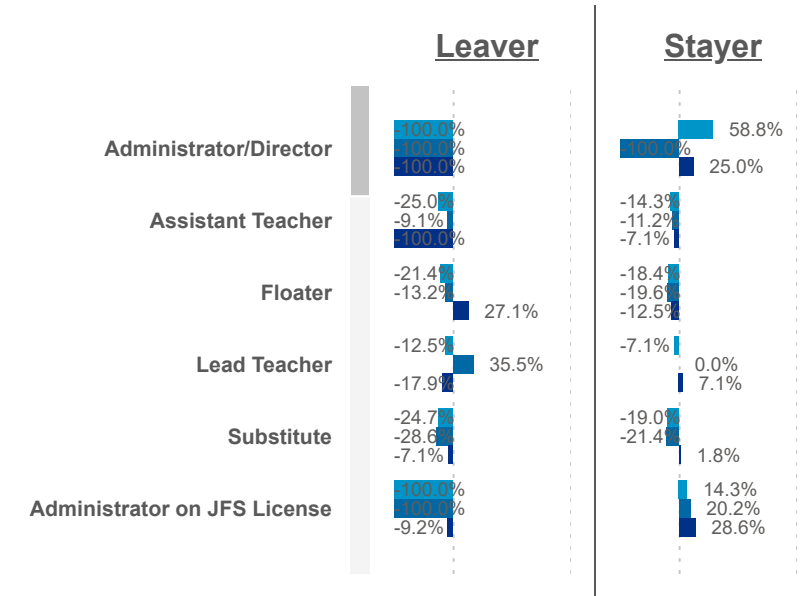 Leaver Stayer
Administrator/Director
-100.0% 58.8%
-100.0% -100.0%
-100.0% 25.0%
Assistant Teacher
-25.0% -14.3%
-9.1% -11.2%
-100.0% -7.1%
Floater
-21.4% -18.4%
-13.2% -19.6%
27.1% -12.5%
Lead Teacher
-12.5% -7.1%
35.5% 0.0%
-17.9% 7.1%
Substitute
-24.7% -19.0%
-28.6% -21.4%
-7.1% 1.8%
Administrator on JFS License
-100.0% 14.3%
-100.0% 20.2%
-9.2% 28.6%